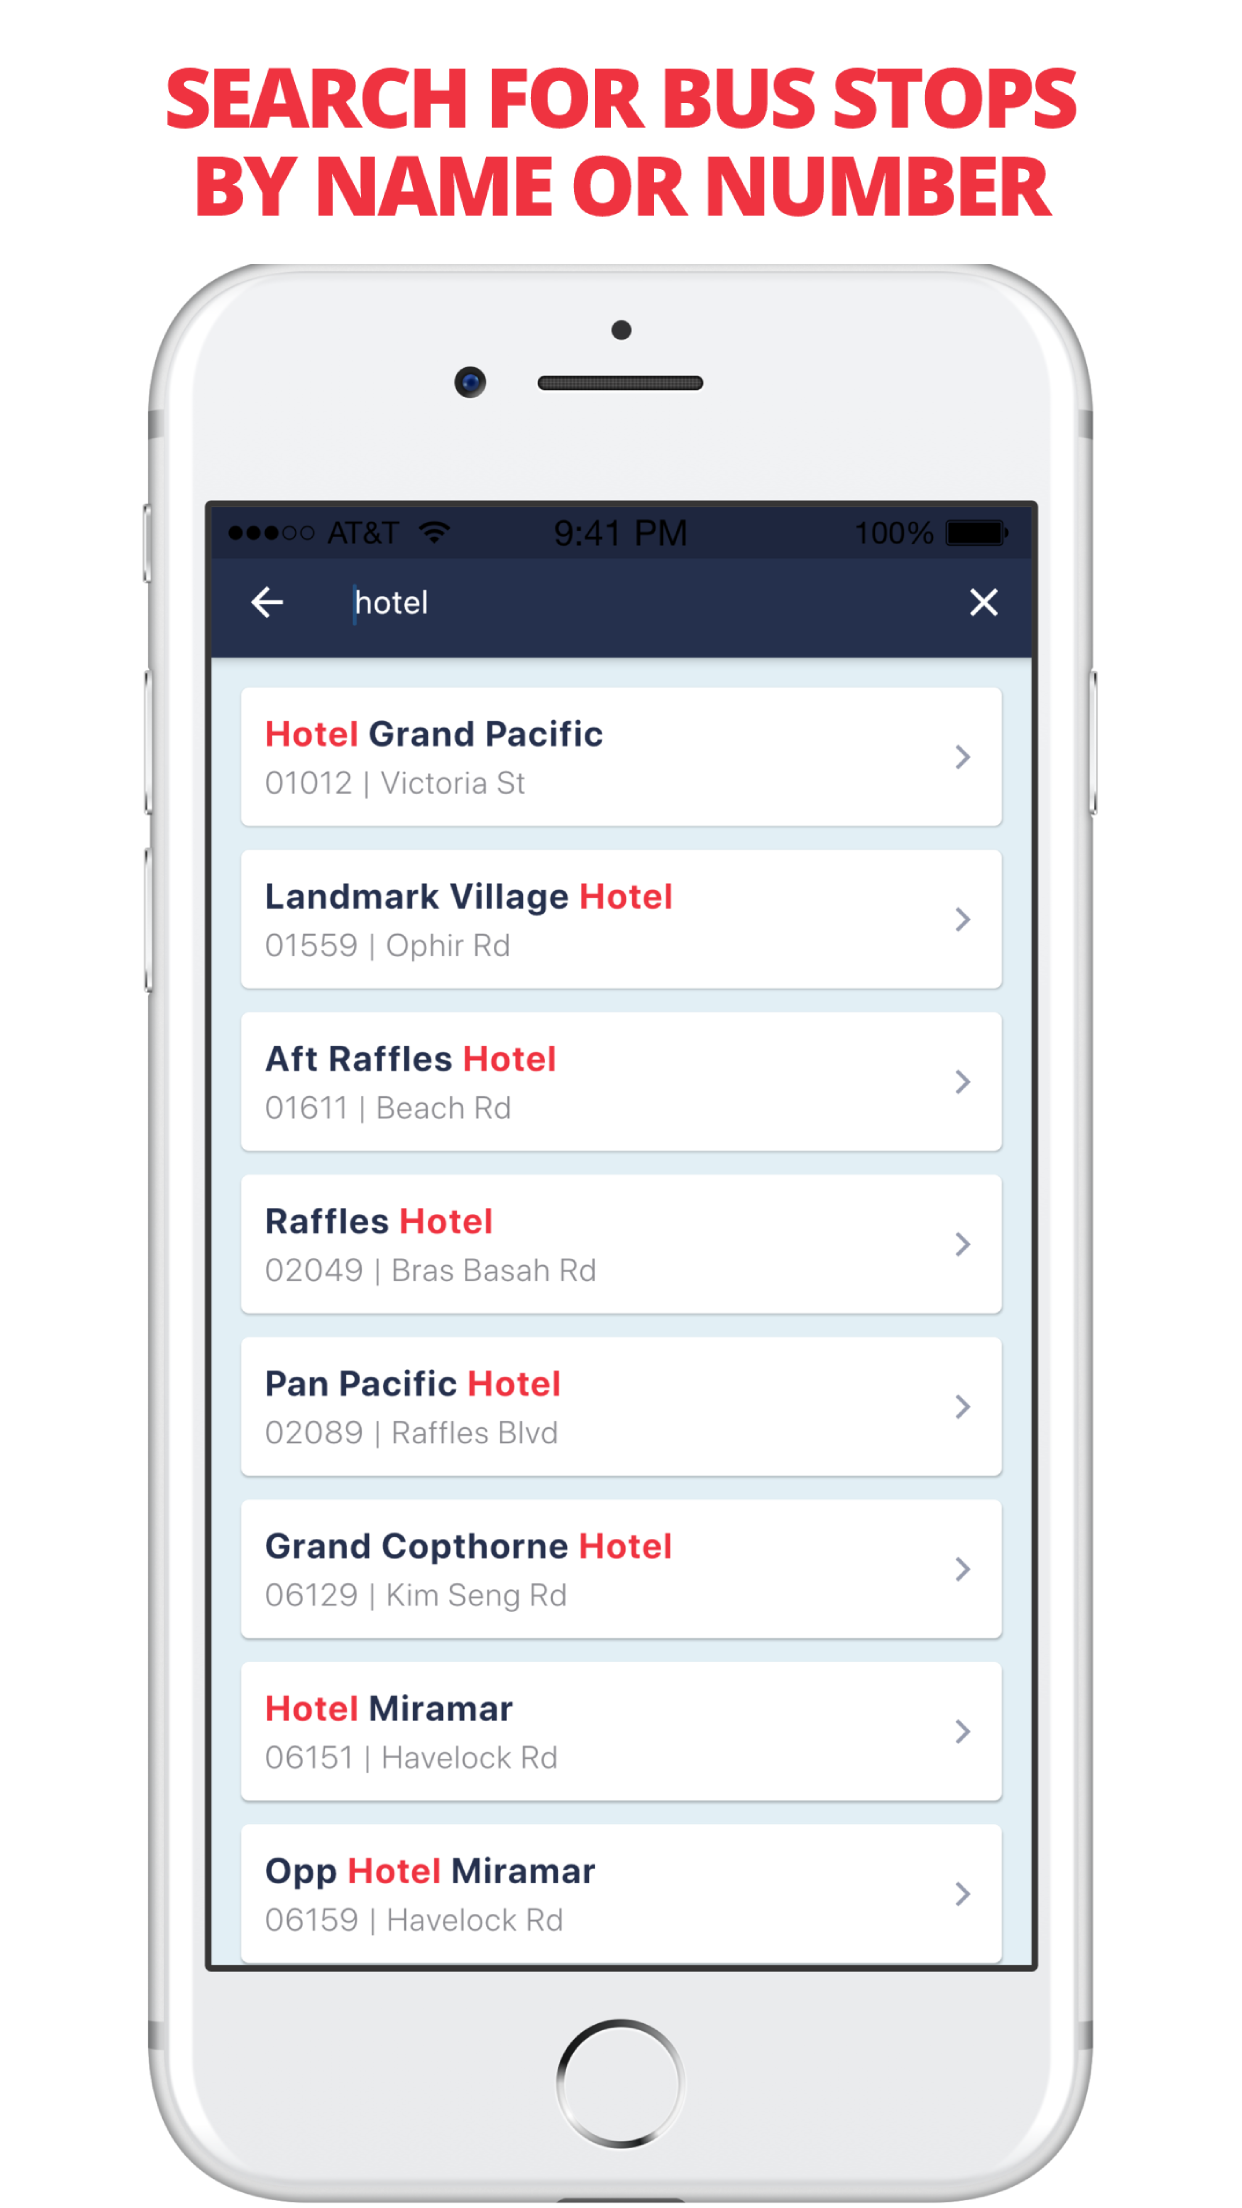 SEARCH FOR BUS STOPS
BY NAME OR NUMBER
AT&T 9:41 PM 100%
hotel
Hotel Grand Pacific
01012 | Victoria St
Landmark Village Hotel
01559 | Ophir Rd
Aft Raffles Hotel
01611 | Beach Rd
Raffles Hotel
02049 | Bras Basah Rd
Pan Pacific Hotel
02089 | Raffles Blvd
Grand Copthorne Hotel
06129 | Kim Seng Rd
Hotel Miramar
06151 | Havelock Rd
Opp Hotel Miramar
06159 | Havelock Rd